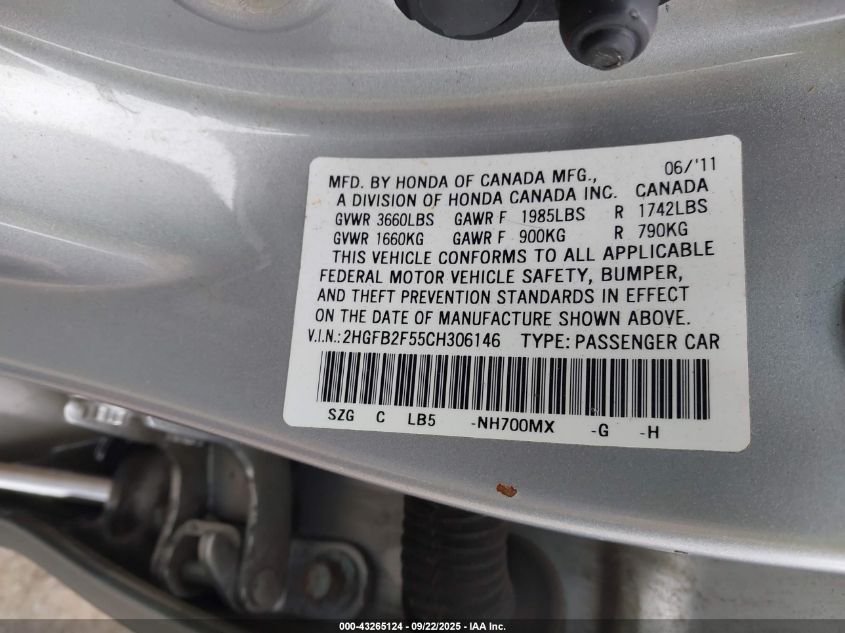 06/'11
MFD. BY HONDA OF CANADA MFG.,
A DIVISION OF HONDA CANADA INC. CANADA
GVWR 3660LBS GAWR F 1985LBS R 1742LBS
GVWR 1660KG GAWR F 900KG R 790KG
THIS VEHICLE CONFORMS TO ALL APPLICABLE
FEDERAL MOTOR VEHICLE SAFETY, BUMPER,
AND THEFT PREVENTION STANDARDS IN EFFECT
ON THE DATE OF MANUFACTURE SHOWN ABOVE.
V.I.N.: 2HGFB2F55CH306146 TYPE: PASSENGER CAR
SZG C LB5 -NH700MX -G -H
000-43265124 - 09/22/2025 - IAA Inc.